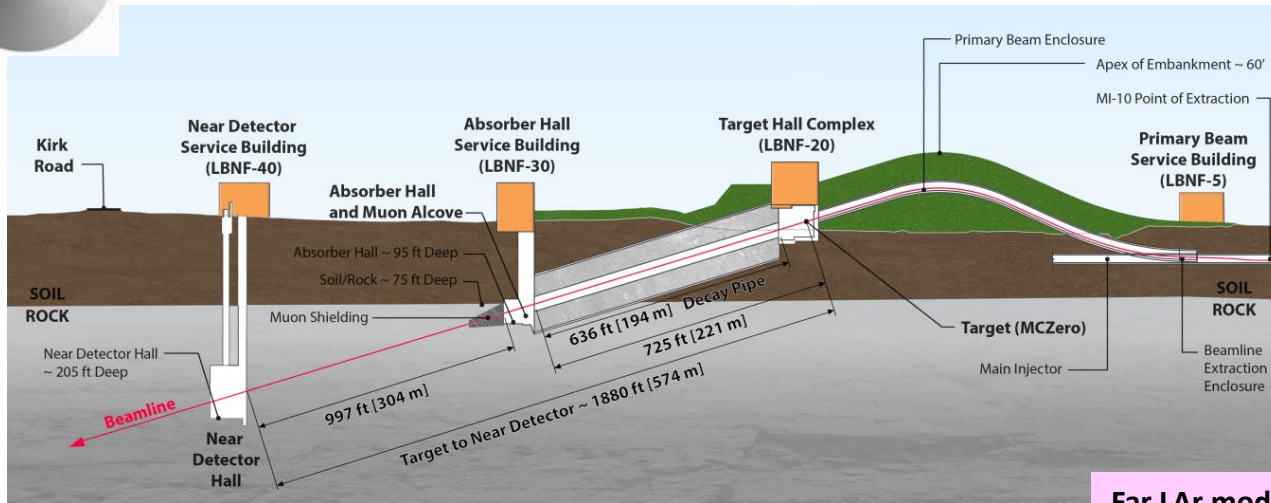 Primary Beam Enclosure
Apex of Embankment ~ 60'
MI-10 Point of Extraction
Kirk
Road
Near Detector
Service Building
(LBNF-40)
Absorber Hall
Service Building
(LBNF-30)
Target Hall Complex
(LBNF-20)
Primary Beam
Service Building
(LBNF-5)
Absorber Hall
and Muon Alcove
Absorber Hall ~ 95 ft Deep
Soil/Rock ~ 75 ft Deep
SOIL
ROCK
Muon Shielding
636 ft [194 m] Decay Pipe
725 ft [221 m]
Target (MCZero)
SOIL
ROCK
Near Detector Hall
~ 205 ft Deep
Main Injector
Beamline
Extraction
Enclosure
Beamline
997 ft [304 m]
Target to Near Detector ~ 1880 ft [574 m]
Near
Detector
Hall